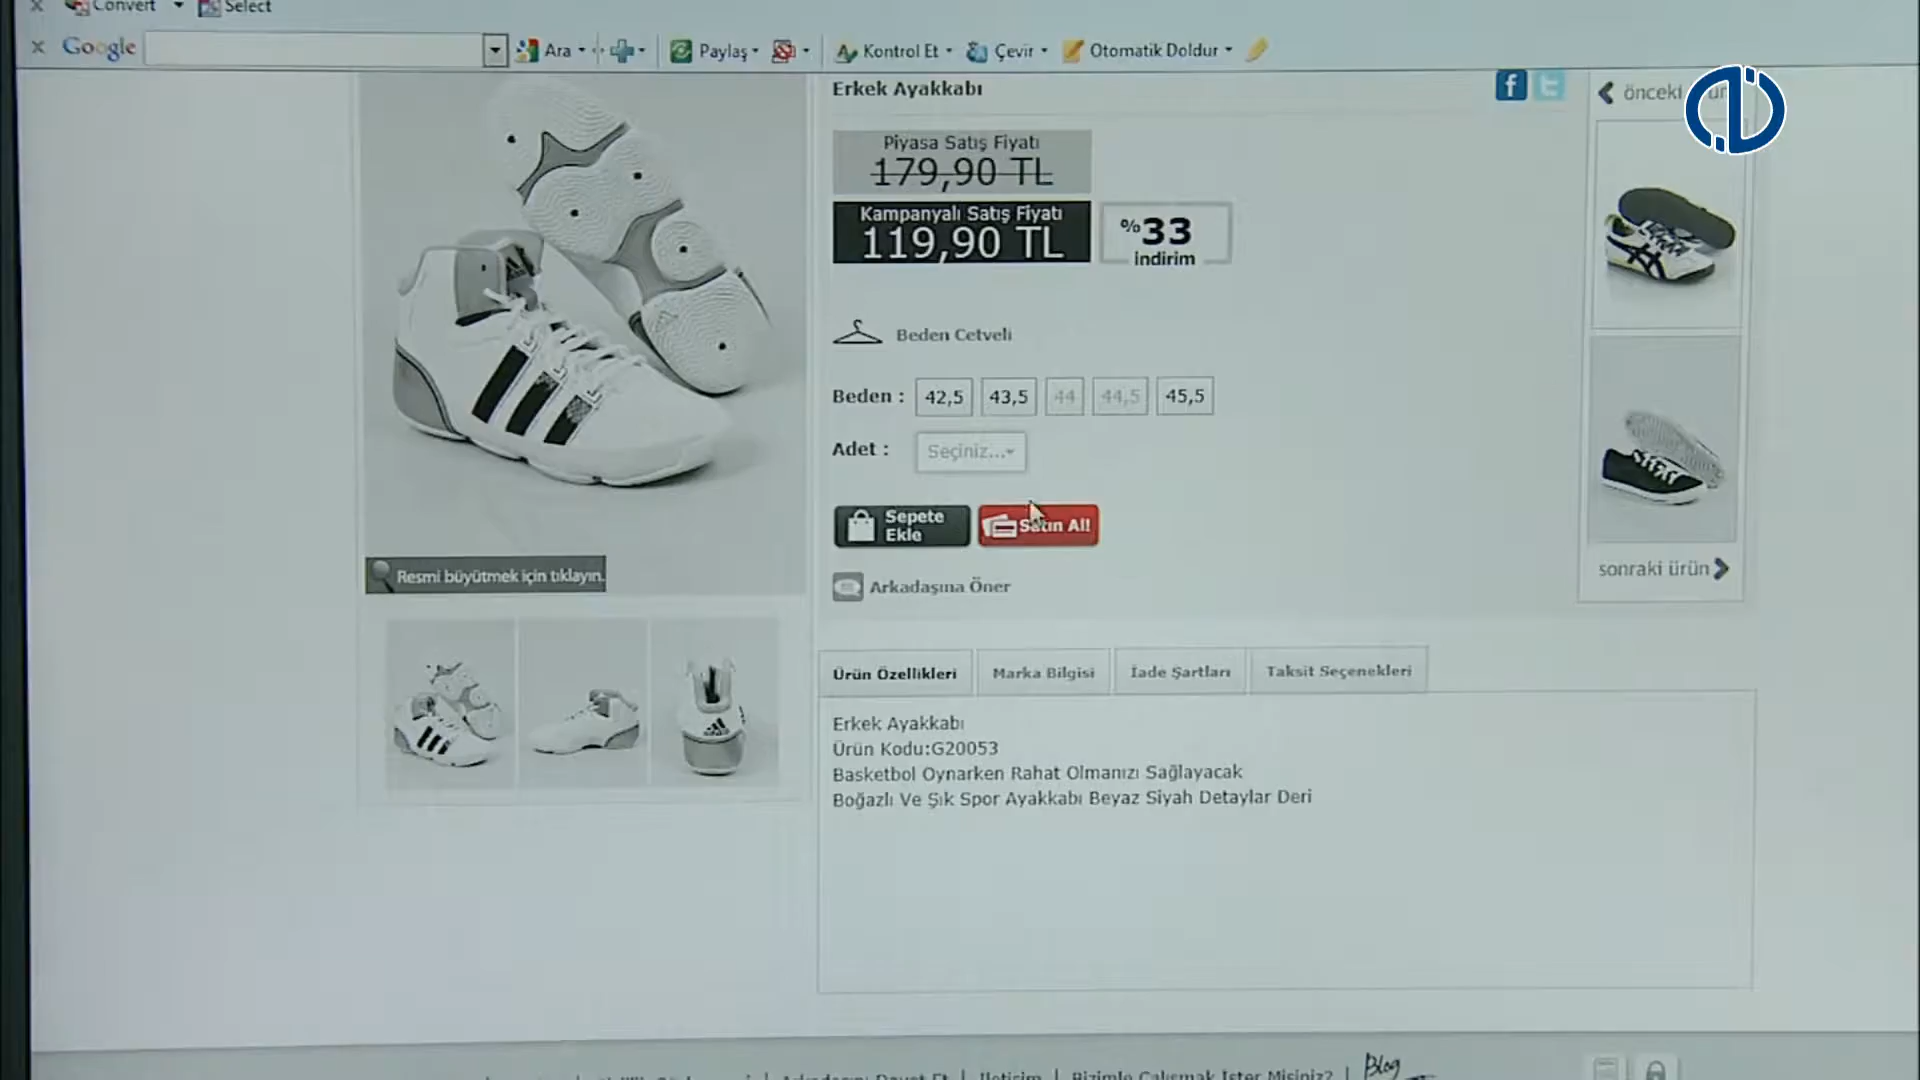 Convert
Select
Google
Ara
Paylaş
Kontrol Et
Çevir
Otomatik Doldur
Erkek Ayakkabı
önceki
Piyasa Satış Fiyatı
179,90 TL
Kampanyalı Satış Fiyatı
119,90 TL
%33
indirim
Beden Cetveli
Beden :
42,5
43,5
44
44,5
45,5
Adet :
Seçiniz...
Sepete
Ekle
Satın Al!
Resmi büyütmek için tıklayın.
sonraki ürün
Arkadaşına Öner
Ürün Özellikleri
Marka Bilgisi
İade Şartları
Taksit Seçenekleri
Erkek Ayakkabı
Ürün Kodu:G20053
Basketbol Oynarken Rahat Olmanızı Sağlayacak
Boğazlı Ve Şık Spor Ayakkabı Beyaz Siyah Detaylar Deri
Arkadaşını Davet Et | İletişim | Bizimle Çalışmak İster Misiniz? |
Blog